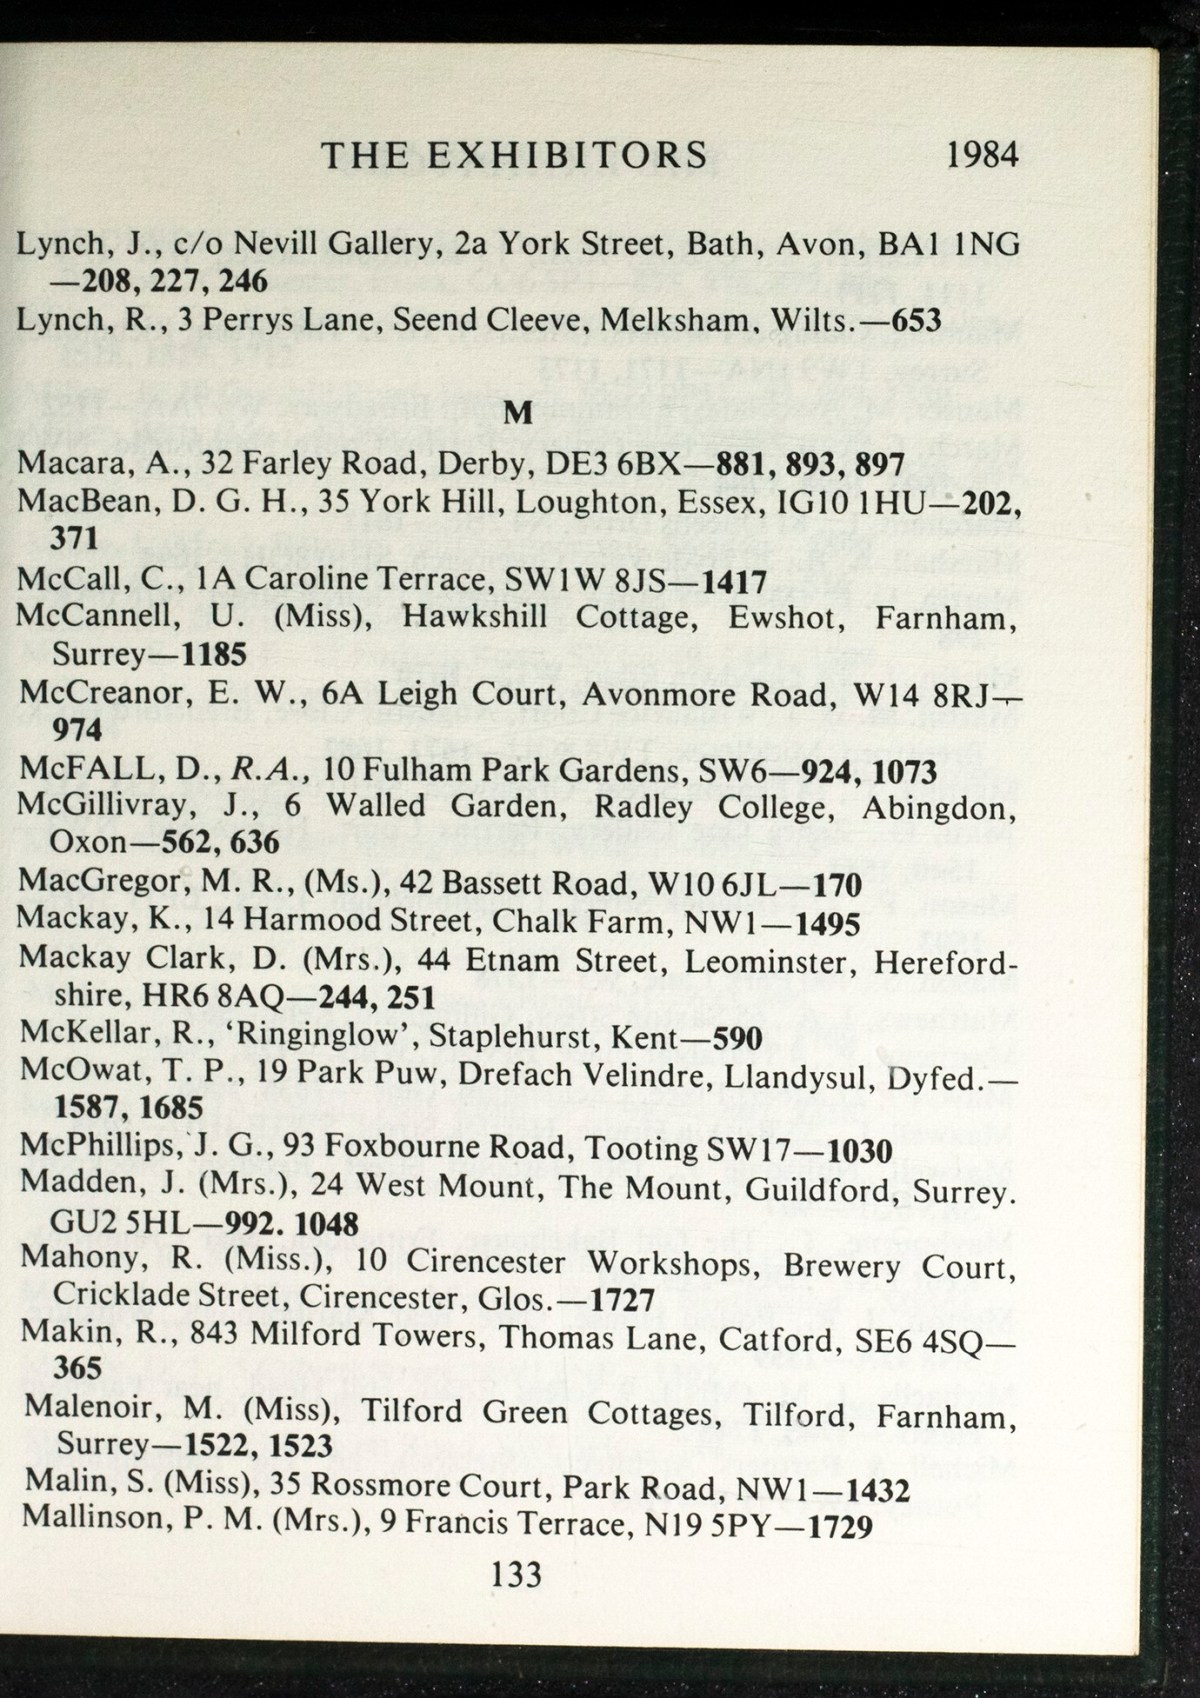 THE EXHIBITORS 1984
Lynch, J., c/o Nevill Gallery, 2a York Street, Bath, Avon, BA1 1NG
—208, 227, 246
Lynch, R., 3 Perrys Lane, Seend Cleeve, Melksham, Wilts.—653
M
Macara, A., 32 Farley Road, Derby, DE3 6BX—881, 893, 897
MacBean, D. G. H., 35 York Hill, Loughton, Essex, IG10 1HU—202,
371
McCall, C., 1A Caroline Terrace, SW1W 8JS—1417
McCannell, U. (Miss), Hawkshill Cottage, Ewshot, Farnham,
Surrey—1185
McCreanor, E. W., 6A Leigh Court, Avonmore Road, W14 8RJ—
974
McFALL, D., R.A., 10 Fulham Park Gardens, SW6—924, 1073
McGillivray, J., 6 Walled Garden, Radley College, Abingdon,
Oxon—562, 636
MacGregor, M. R., (Ms.), 42 Bassett Road, W10 6JL—170
Mackay, K., 14 Harmood Street, Chalk Farm, NW1—1495
Mackay Clark, D. (Mrs.), 44 Etnam Street, Leominster, Hereford-
shire, HR6 8AQ—244, 251
McKellar, R., ‘Ringinglow’, Staplehurst, Kent—590
McOwat, T. P., 19 Park Puw, Drefach Velindre, Llandysul, Dyfed.—
1587, 1685
McPhillips, J. G., 93 Foxbourne Road, Tooting SW17—1030
Madden, J. (Mrs.), 24 West Mount, The Mount, Guildford, Surrey.
GU2 5HL—992. 1048
Mahony, R. (Miss.), 10 Cirencester Workshops, Brewery Court,
Cricklade Street, Cirencester, Glos.—1727
Makin, R., 843 Milford Towers, Thomas Lane, Catford, SE6 4SQ—
365
Malenoir, M. (Miss), Tilford Green Cottages, Tilford, Farnham,
Surrey—1522, 1523
Malin, S. (Miss), 35 Rossmore Court, Park Road, NW1—1432
Mallinson, P. M. (Mrs.), 9 Francis Terrace, N19 5PY—1729
133